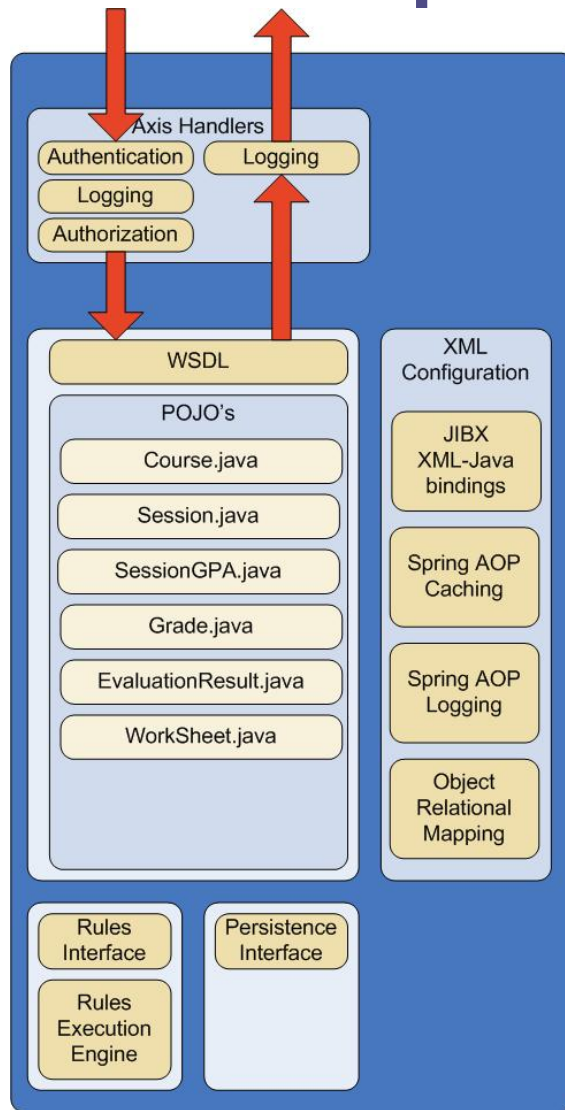 Axis Handlers
Authentication
Logging
Logging
Authorization
WSDL
POJO's
Course.java
Session.java
SessionGPA.java
Grade.java
EvaluationResult.java
WorkSheet.java
XML
Configuration
JIBX
XML-Java
bindings
Spring AOP
Caching
Spring AOP
Logging
Object
Relational
Mapping
Rules
Interface
Rules
Execution
Engine
Persistence
Interface